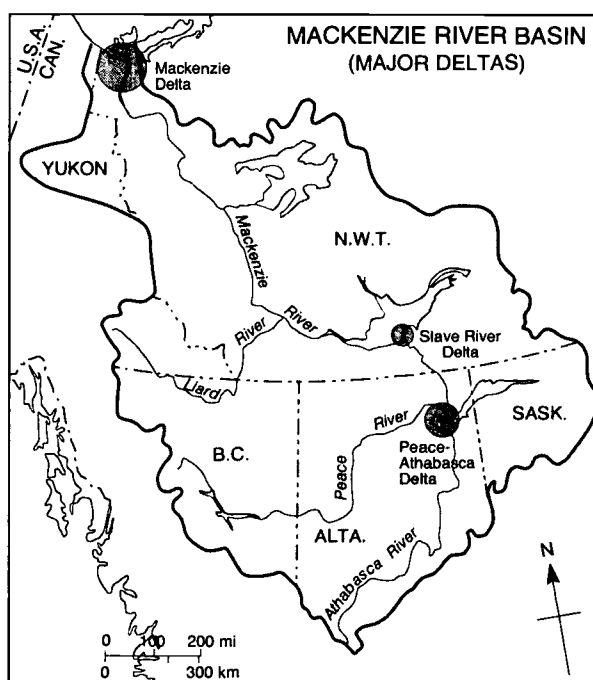 MACKENZIE RIVER BASIN
(MAJOR DELTAS)
U.S.A.
CAN.
Mackenzie
Delta
YUKON
N.W.T.
Mackenzie
River
River
Liard
Slave River
Delta
SASK.
River
Peace
Peace-
Athabasca
Delta
B.C.
ALTA.
Athabasca River
N
0 100 200 mi
0 300 km